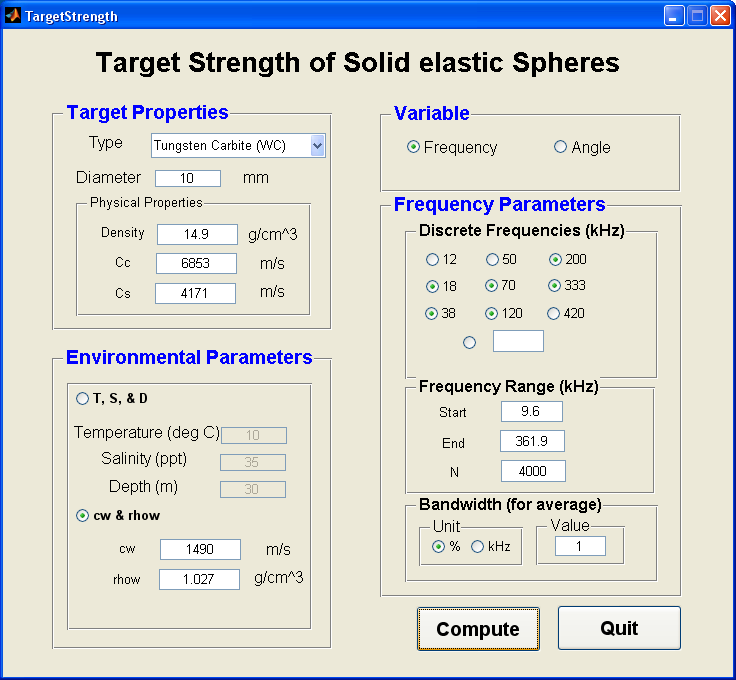 TargetStrength
Target Strength of Solid elastic Spheres
Target Properties
Type Tungsten Carbite (WC)
Diameter 10 mm
Physical Properties
Density 14.9 g/cm^3
Cc 6853 m/s
Cs 4171 m/s
Environmental Parameters
T, S, & D
Temperature (deg C) 10
Salinity (ppt) 35
Depth (m) 30
cw & rhow
cw 1490 m/s
rhow 1.027 g/cm^3
Variable
Frequency Angle
Frequency Parameters
Discrete Frequencies (kHz)
12 50 200
18 70 333
38 120 420
Frequency Range (kHz)
Start 9.6
End 361.9
N 4000
Bandwidth (for average)
Unit Value
% kHz 1
Compute Quit